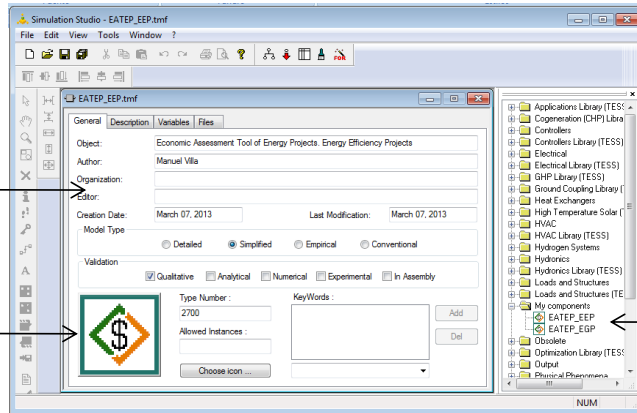 Simulation Studio - EATEP_EEP.tmf
File Edit View Tools Window ?
FOR
EATEP_EEP.tmf
General Description Variables Files
Object: Economic Assessment Tool of Energy Projects. Energy Efficiency Projects
Author: Manuel Villa
Organization:
Editor:
Creation Date: March 07, 2013 Last Modification: March 07, 2013
Model Type
Detailed Simplified Empirical Conventional
Validation
Qualitative Analytical Numerical Experimental In Assembly
Type Number : KeyWords :
2700 Add
Allowed Instances : Del
Choose icon ...
$
Applications Library (TESS
Cogeneration (CHP) Libra
Controllers
Controllers Library (TESS)
Electrical
Electrical Library (TESS)
GHP Library (TESS)
Ground Coupling Library (
Heat Exchangers
High Temperature Solar (
HVAC
HVAC Library (TESS)
Hydrogen Systems
Hydronics
Hydronics Library (TESS)
Loads and Structures
Loads and Structures (TE
My components
EATEP_EEP
EATEP_EGP
Obsolete
Optimization Library (TESS
Output
Physical Phenomena
NUM